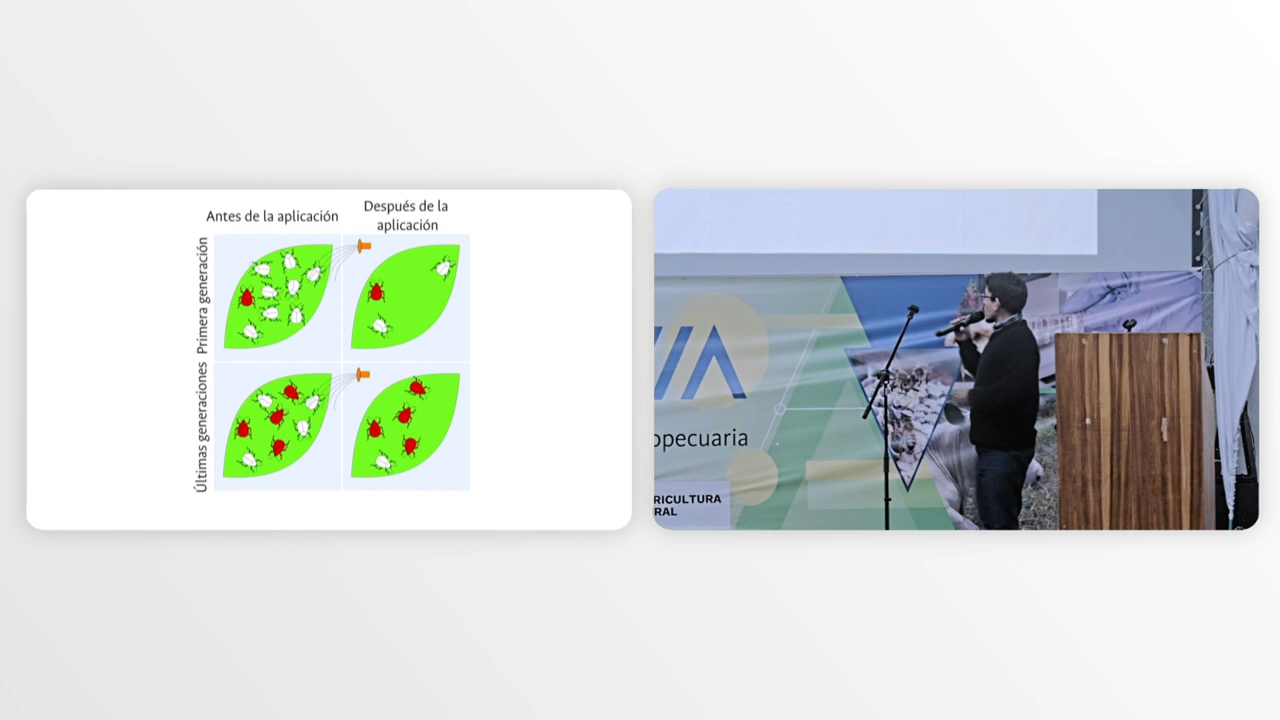 Antes de la aplicación
Después de la
aplicación
Primera generación
Últimas generaciones
opecuaria
RICULTURA
RAL